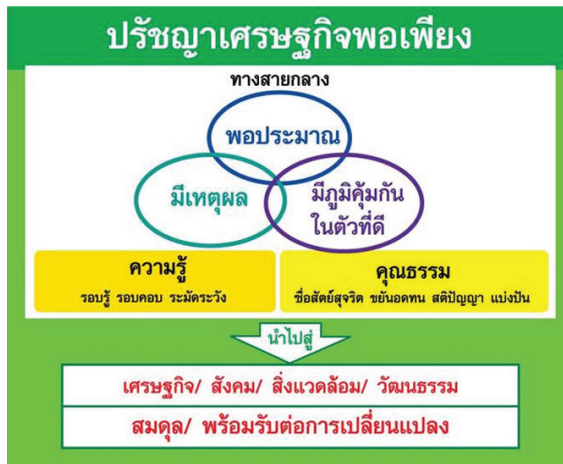 ปรัชญาเศรษฐกิจพอเพียง
ทางสายกลาง
พอประมาณ
มีเหตุผล
มีภูมิคุ้มกัน
ในตัวที่ดี
ความรู้
รอบรู้ รอบคอบ ระมัดระวัง
คุณธรรม
ซื่อสัตย์สุจริต ขยันอดทน สติปัญญา แบ่งปัน
นำไปสู่
เศรษฐกิจ/ สังคม/ สิ่งแวดล้อม/ วัฒนธรรม
สมดุล/ พร้อมรับต่อการเปลี่ยนแปลง